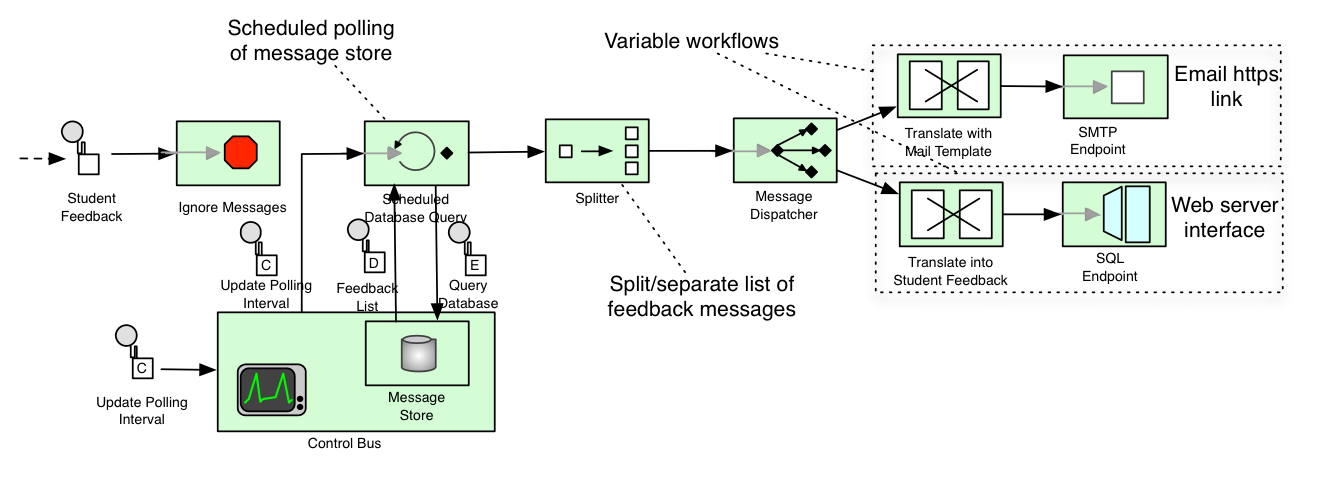 Scheduled polling
of message store
Variable workflows
Email https
link
Translate with
Mail Template
SMTP
Endpoint
Student
Feedback
Ignore Messages
Scheduled
Database Query
Splitter
Message
Dispatcher
Web server
interface
Translate into
Student Feedback
SQL
Endpoint
C
Update Polling
Interval
D
Feedback
List
E
Query
Database
Split/separate list of
feedback messages
C
Update Polling
Interval
Message
Store
Control Bus